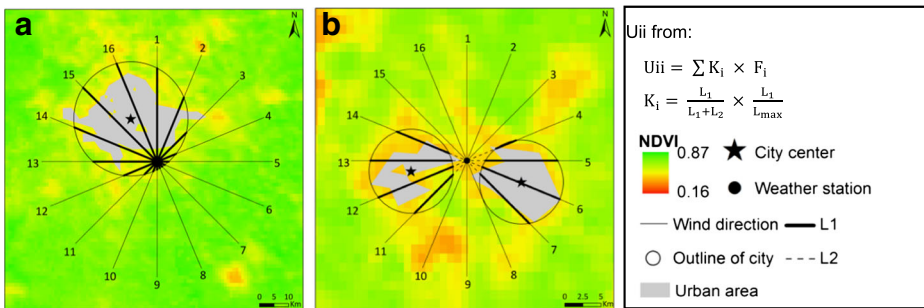 a
N
1
2
3
4
5
6
7
8
9
10
11
12
13
14
15
16
0 5 10
Km
b
N
1
2
3
4
5
6
7
8
9
10
11
12
13
14
15
16
0 2.5 5
Km
Uii from:
Uii = ∑ Kᵢ × Fᵢ
Kᵢ = L₁/(L₁+L₂) × L₁/Lmax
NDVI
0.87
0.16
City center
Weather station
Wind direction
L1
Outline of city
L2
Urban area